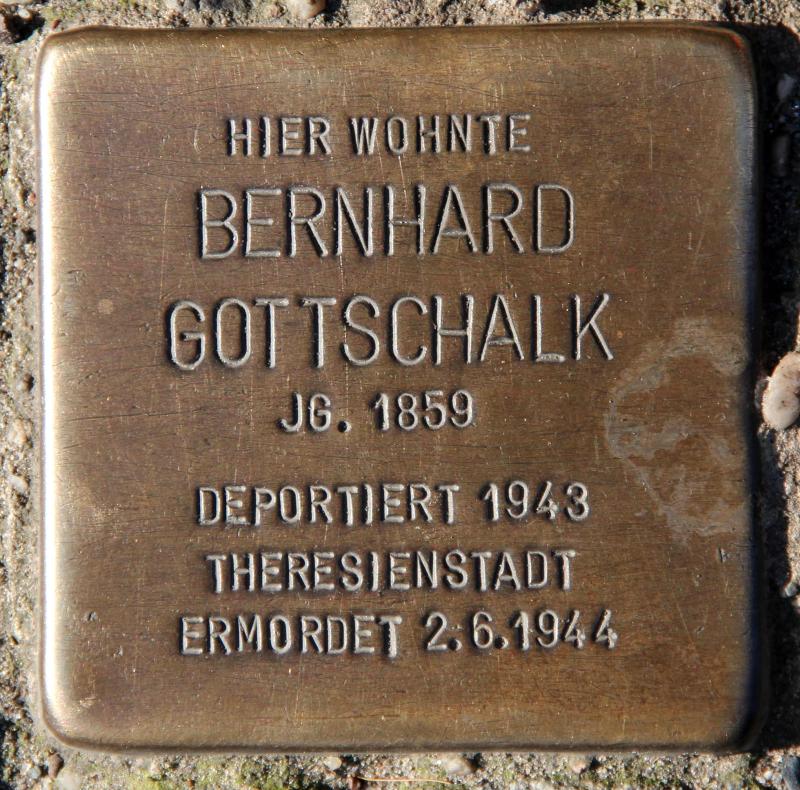 HIER WOHNTE
BERNHARD
GOTTSCHALK
JG. 1859
DEPORTIERT 1943
THERESIENSTADT
ERMORDET 2.6.1944